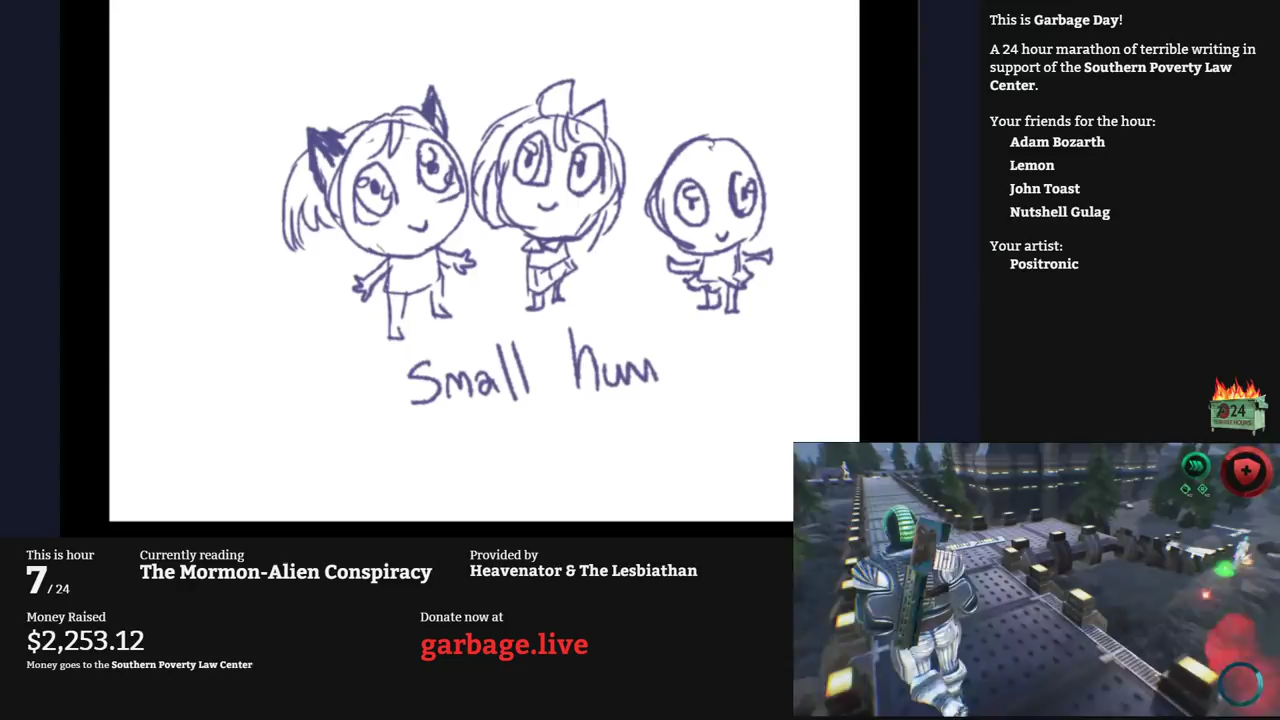 This is Garbage Day!
A 24 hour marathon of terrible writing in
support of the Southern Poverty Law
Center.
Your friends for the hour:
Adam Bozarth
Lemon
John Toast
Nutshell Gulag
Your artist:
Positronic
small hum
This is hour
7 / 24
Currently reading
The Mormon-Alien Conspiracy
Provided by
Heavenator & The Lesbiathan
Money Raised
$2,253.12
Money goes to the Southern Poverty Law Center
Donate now at
garbage.live